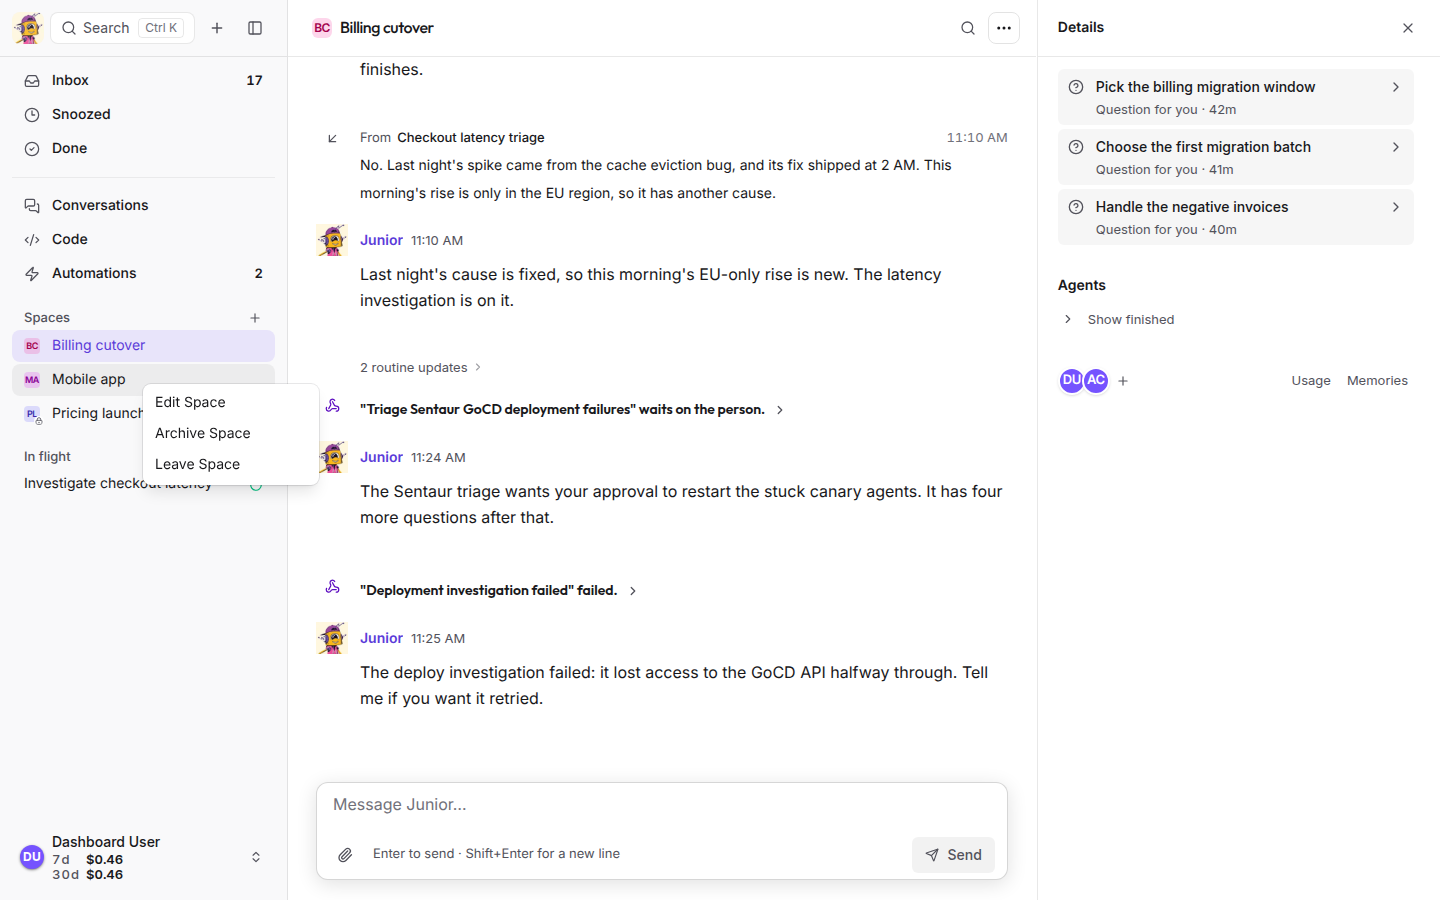 Search Ctrl K
Inbox 17
Snoozed
Done
Conversations
Code
Automations 2
Spaces
BC Billing cutover
MA Mobile app
PL Pricing launch
Edit Space
Archive Space
Leave Space
In flight
Investigate checkout latency
DU Dashboard User
7d $0.46
30d $0.46
BC Billing cutover
finishes.
From Checkout latency triage 11:10 AM
No. Last night's spike came from the cache eviction bug, and its fix shipped at 2 AM. This
morning's rise is only in the EU region, so it has another cause.
Junior 11:10 AM
Last night's cause is fixed, so this morning's EU-only rise is new. The latency
investigation is on it.
2 routine updates
"Triage Sentaur GoCD deployment failures" waits on the person.
Junior 11:24 AM
The Sentaur triage wants your approval to restart the stuck canary agents. It has four
more questions after that.
"Deployment investigation failed" failed.
Junior 11:25 AM
The deploy investigation failed: it lost access to the GoCD API halfway through. Tell
me if you want it retried.
Message Junior...
Enter to send · Shift+Enter for a new line
Send
Details
Pick the billing migration window
Question for you · 42m
Choose the first migration batch
Question for you · 41m
Handle the negative invoices
Question for you · 40m
Agents
Show finished
DU AC Usage Memories